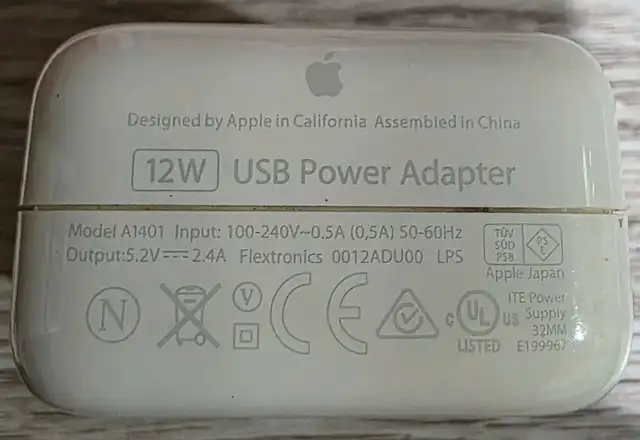 Designed by Apple in California Assembled in China
12W USB Power Adapter
Model A1401 Input: 100-240V~0.5A (0,5A) 50-60Hz
Output:5.2V⎓2.4A Flextronics 0012ADU00 LPS
TÜV
SÜD
PSB
PS
E
Apple Japan
N
V
CE
C UL US
LISTED
ITE Power
Supply
32MM
E199967